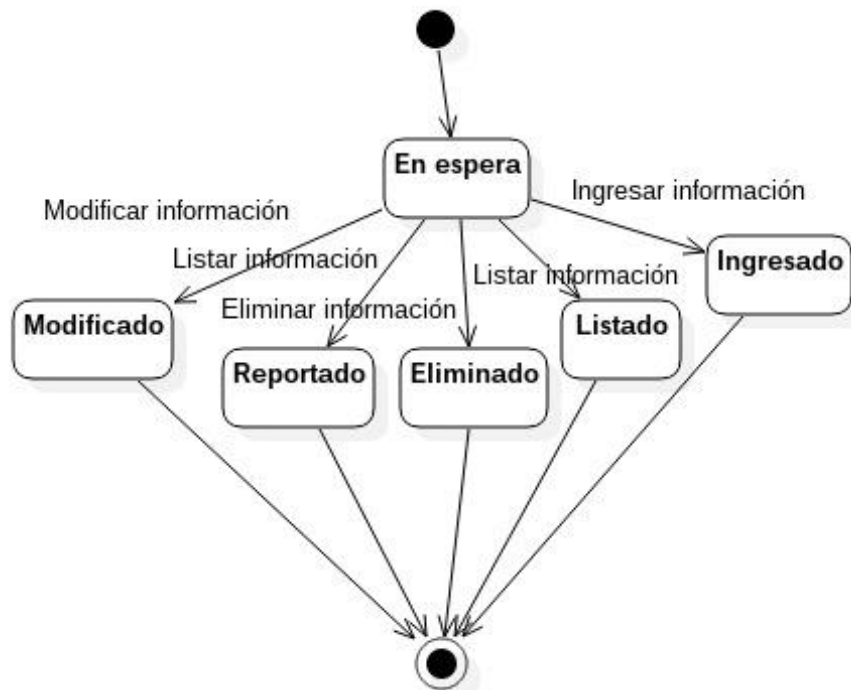 En espera
Ingresar información
Modificar información
Listar información
Listar información
Ingresado
Eliminar información
Modificado
Listado
Reportado
Eliminado